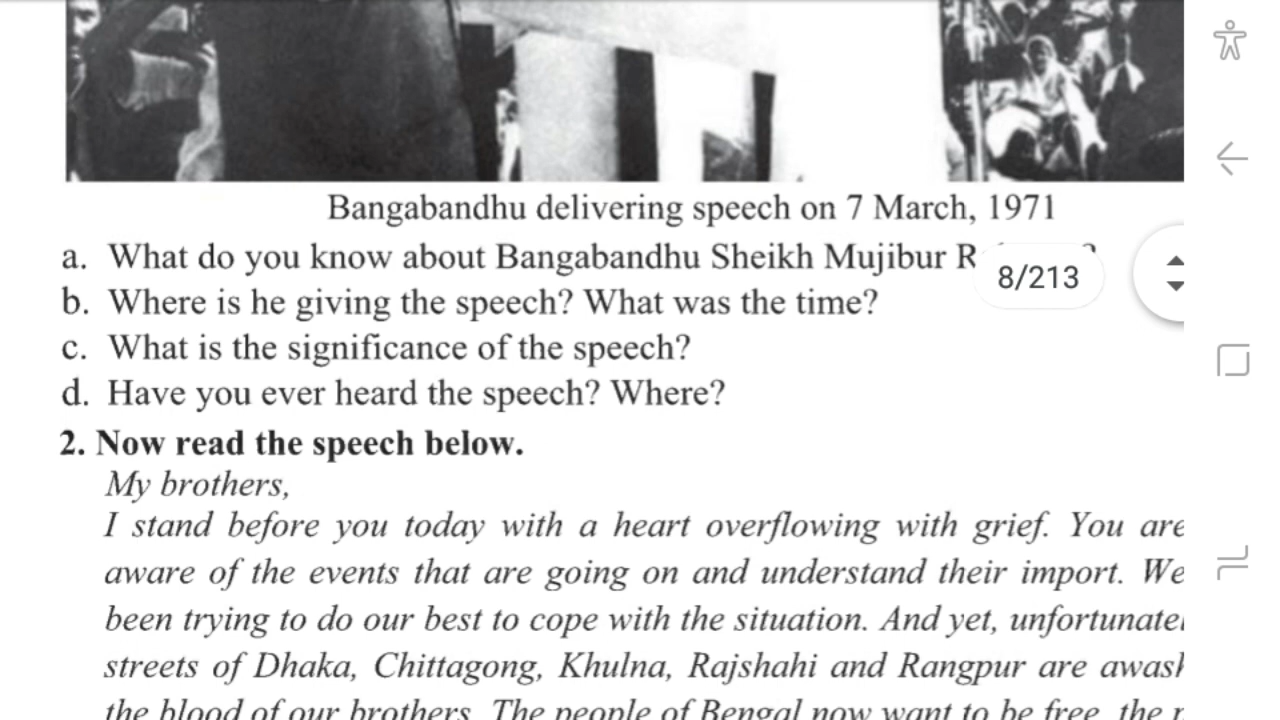 Bangabandhu delivering speech on 7 March, 1971
a. What do you know about Bangabandhu Sheikh Mujibur
8/213
b. Where is he giving the speech? What was the time?
c. What is the significance of the speech?
d. Have you ever heard the speech? Where?
2. Now read the speech below.
My brothers,
I stand before you today with a heart overflowing with grief. You are
aware of the events that are going on and understand their import. We
been trying to do our best to cope with the situation. And yet,
streets of Dhaka, Chittagong, Khulna, Rajshahi and Rangpur are
the blood of our brothers. The people of Bengal now want to be free, the